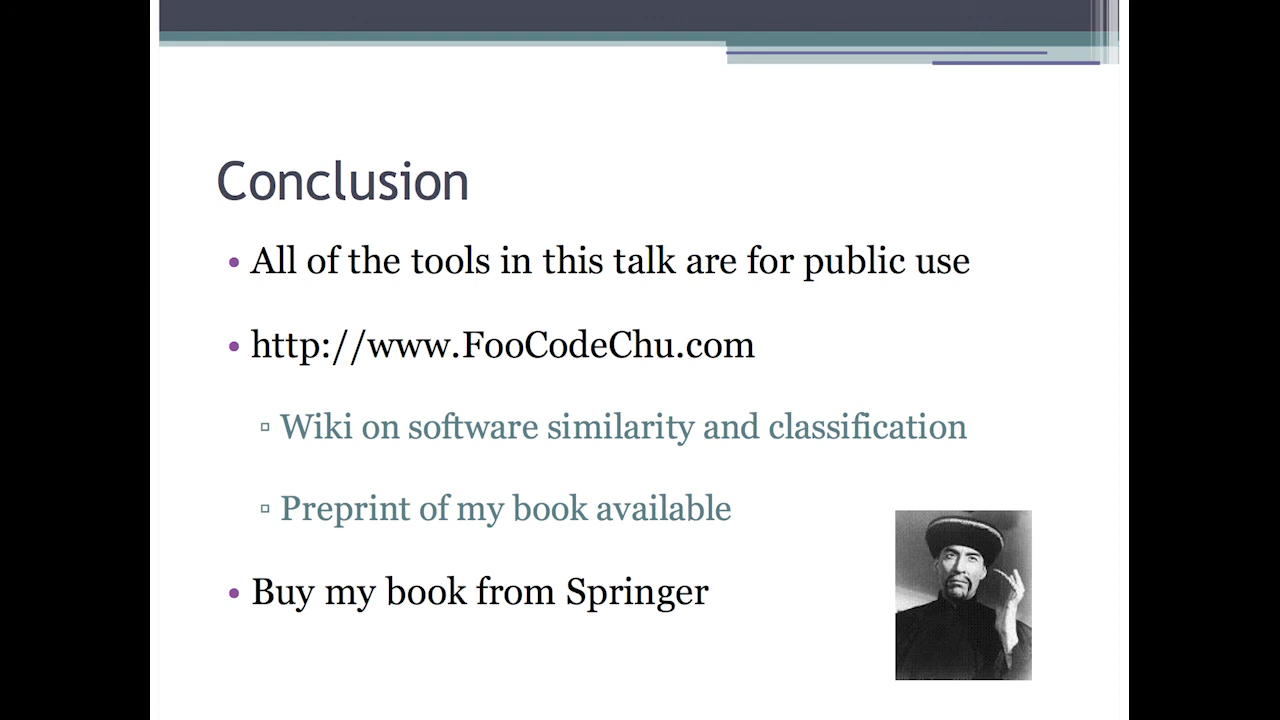 Conclusion
• All of the tools in this talk are for public use
• http://www.FooCodeChu.com
▫ Wiki on software similarity and classification
▫ Preprint of my book available
• Buy my book from Springer